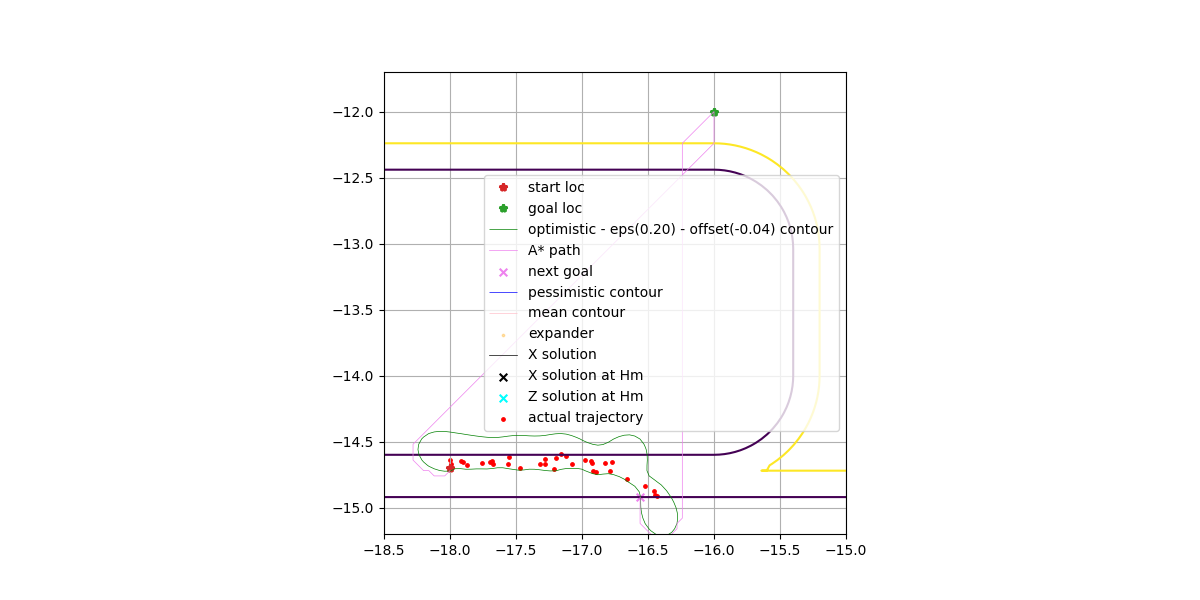 −12.0
−12.5
−13.0
−13.5
−14.0
−14.5
−15.0
start loc
goal loc
optimistic - eps(0.20) - offset(-0.04) contour
A* path
next goal
pessimistic contour
mean contour
expander
X solution
X solution at Hm
Z solution at Hm
actual trajectory
−18.5 −18.0 −17.5 −17.0 −16.5 −16.0 −15.5 −15.0